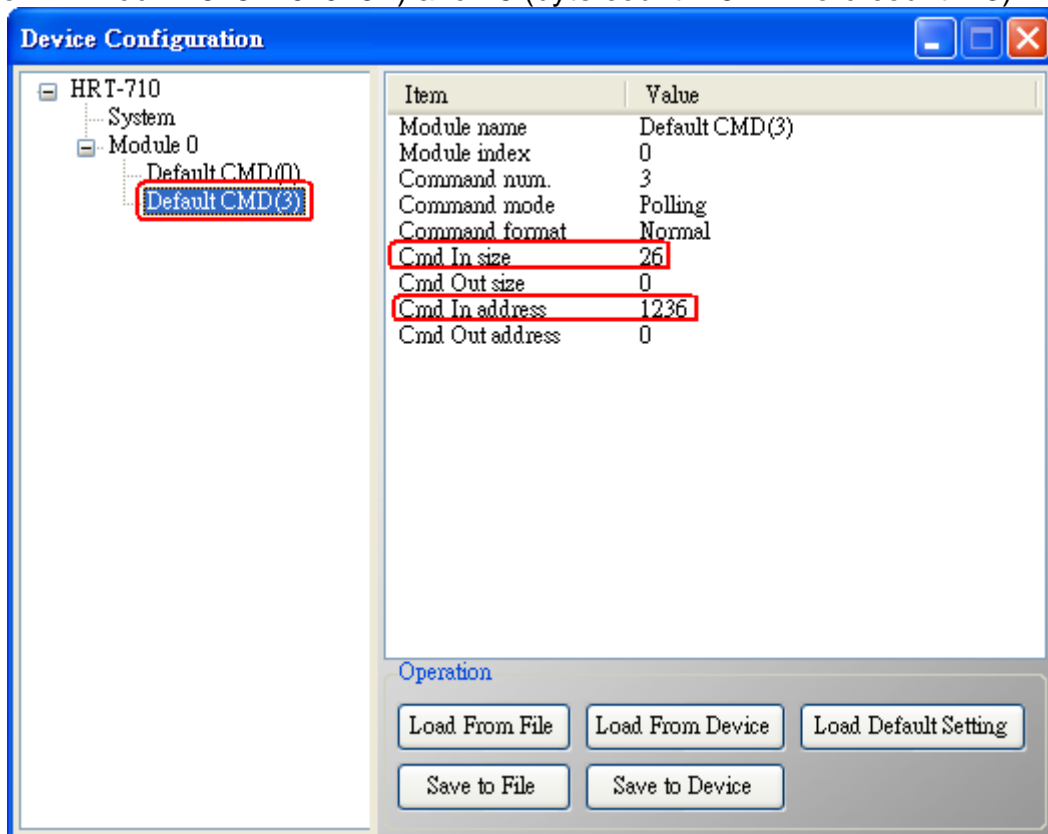 Device Configuration
HRT-710
System
Module 0
Default CMD(0)
Default CMD(3)
Item Value
Module name Default CMD(3)
Module index 0
Command num. 3
Command mode Polling
Command format Normal
Cmd In size 26
Cmd Out size 0
Cmd In address 1236
Cmd Out address 0
Operation
Load From File Load From Device Load Default Setting
Save to File Save to Device